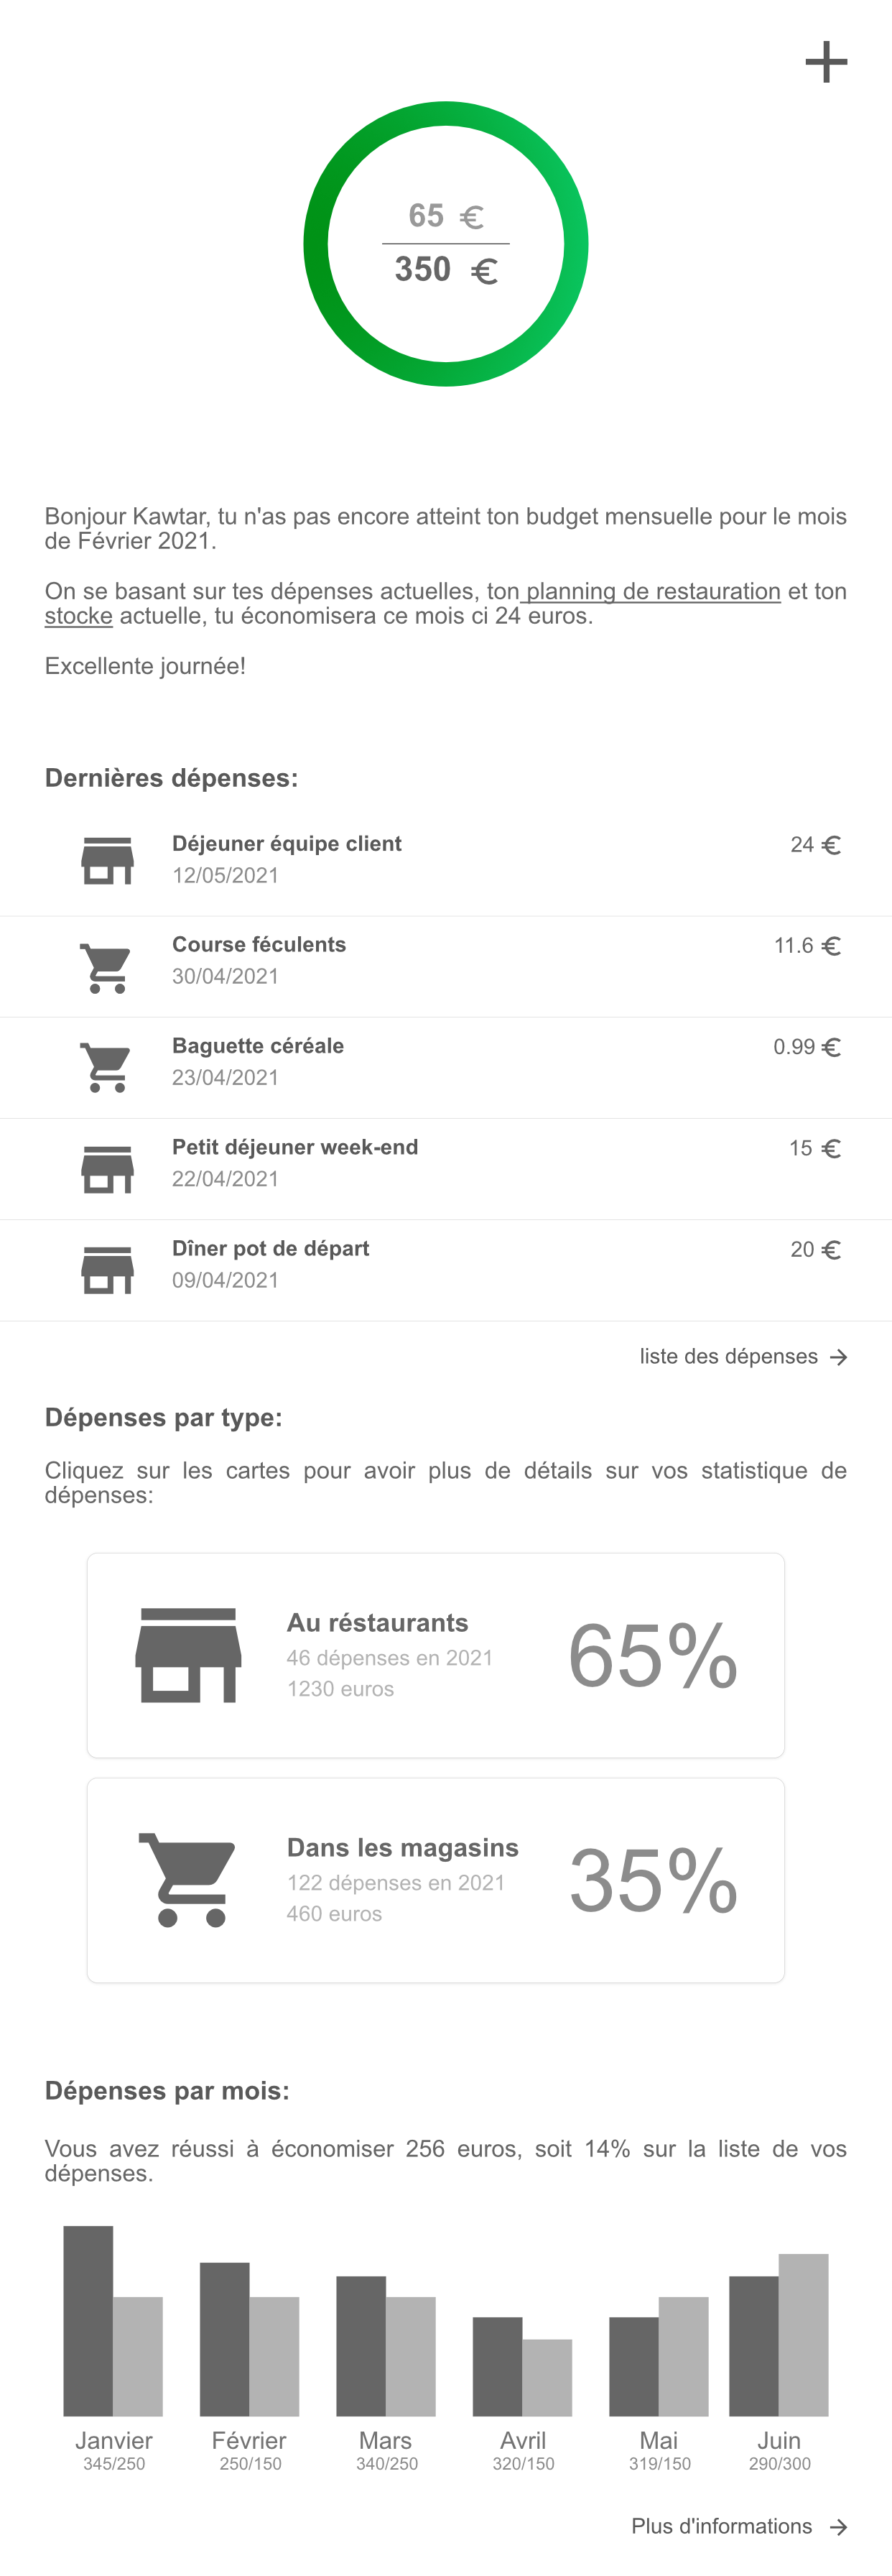 65 €
350 €
Bonjour Kawtar, tu n'as pas encore atteint ton budget mensuelle pour le mois
de Février 2021.
On se basant sur tes dépenses actuelles, ton planning de restauration et ton
stocke actuelle, tu économisera ce mois ci 24 euros.
Excellente journée!
Dernières dépenses:
Déjeuner équipe client 24 €
12/05/2021
Course féculents 11.6 €
30/04/2021
Baguette céréale 0.99 €
23/04/2021
Petit déjeuner week-end 15 €
22/04/2021
Dîner pot de départ 20 €
09/04/2021
liste des dépenses →
Dépenses par type:
Cliquez sur les cartes pour avoir plus de détails sur vos statistique de
dépenses:
Au réstaurants
46 dépenses en 2021
1230 euros
65%
Dans les magasins
122 dépenses en 2021
460 euros
35%
Dépenses par mois:
Vous avez réussi à économiser 256 euros, soit 14% sur la liste de vos
dépenses.
Janvier Février Mars Avril Mai Juin
345/250 250/150 340/250 320/150 319/150 290/300
Plus d'informations →